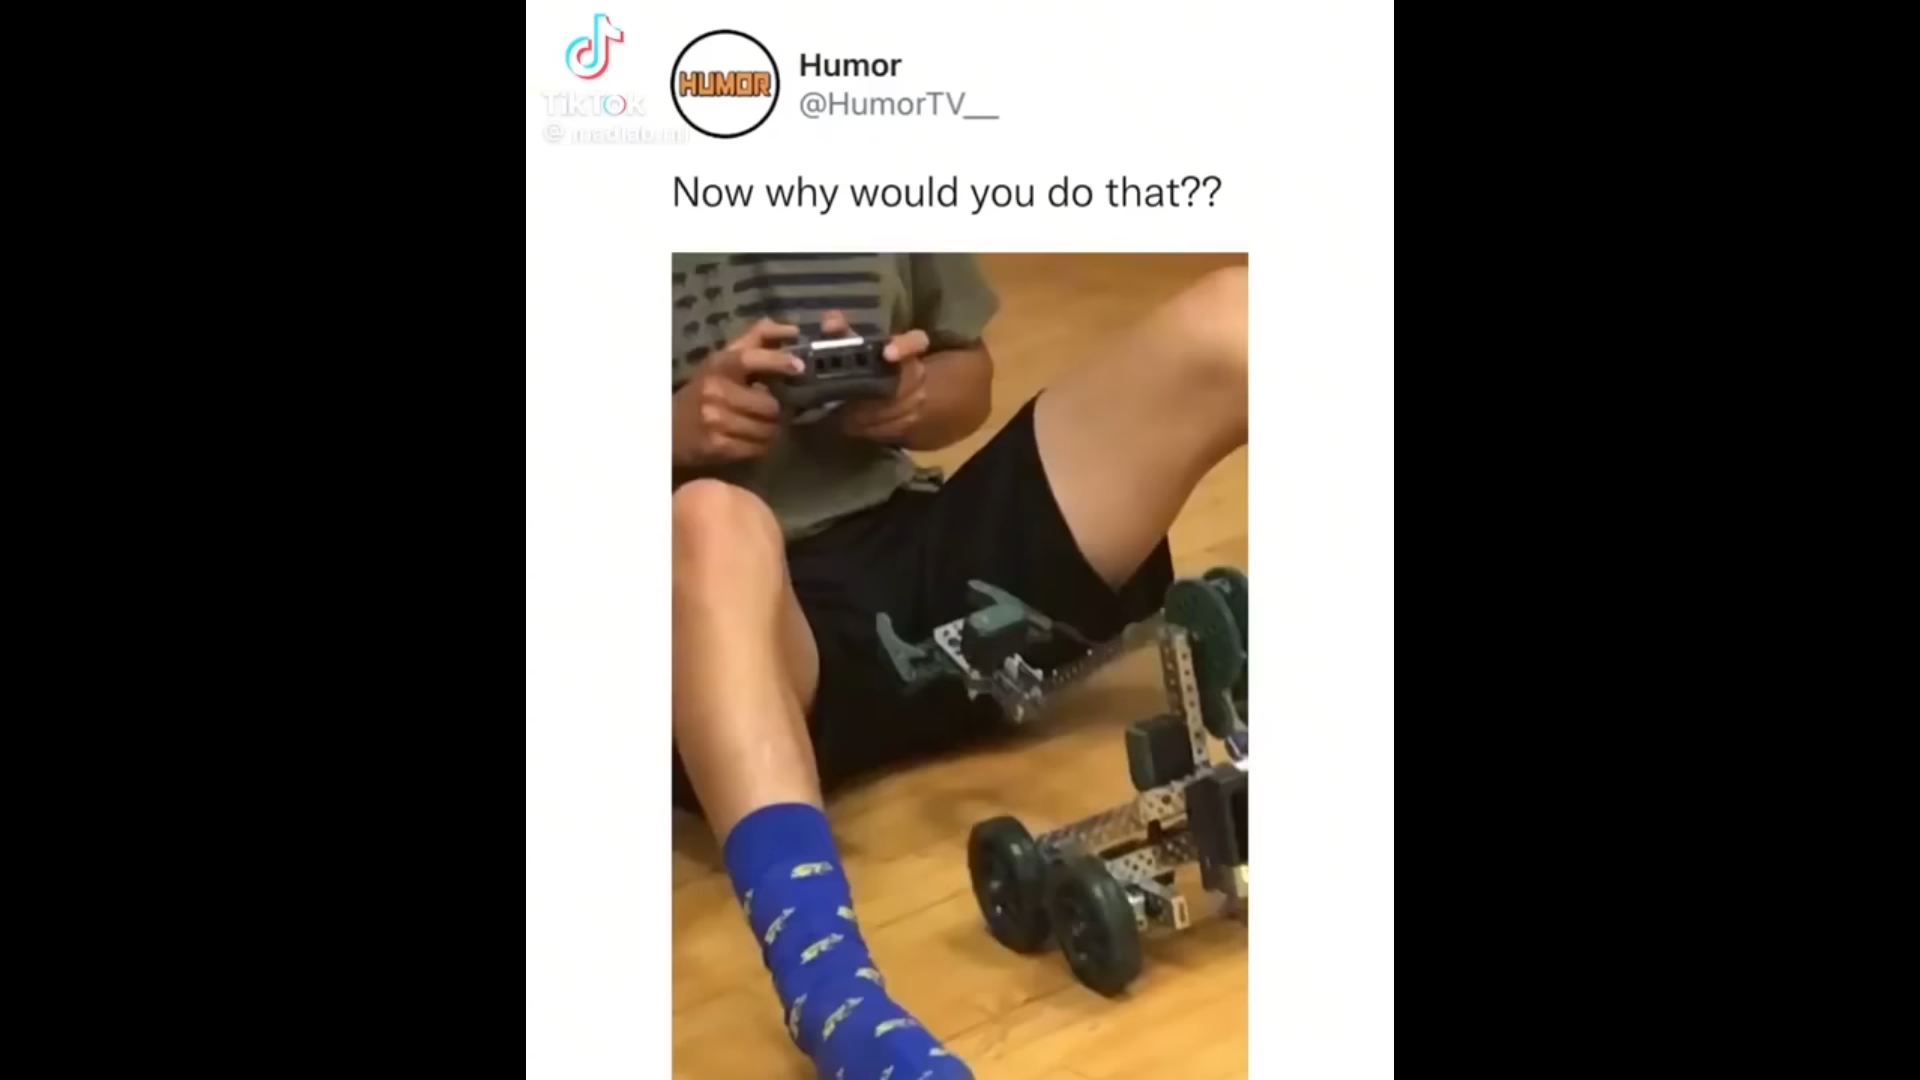 TikTok
HUMOR
Humor
@HumorTV__
Now why would you do that??